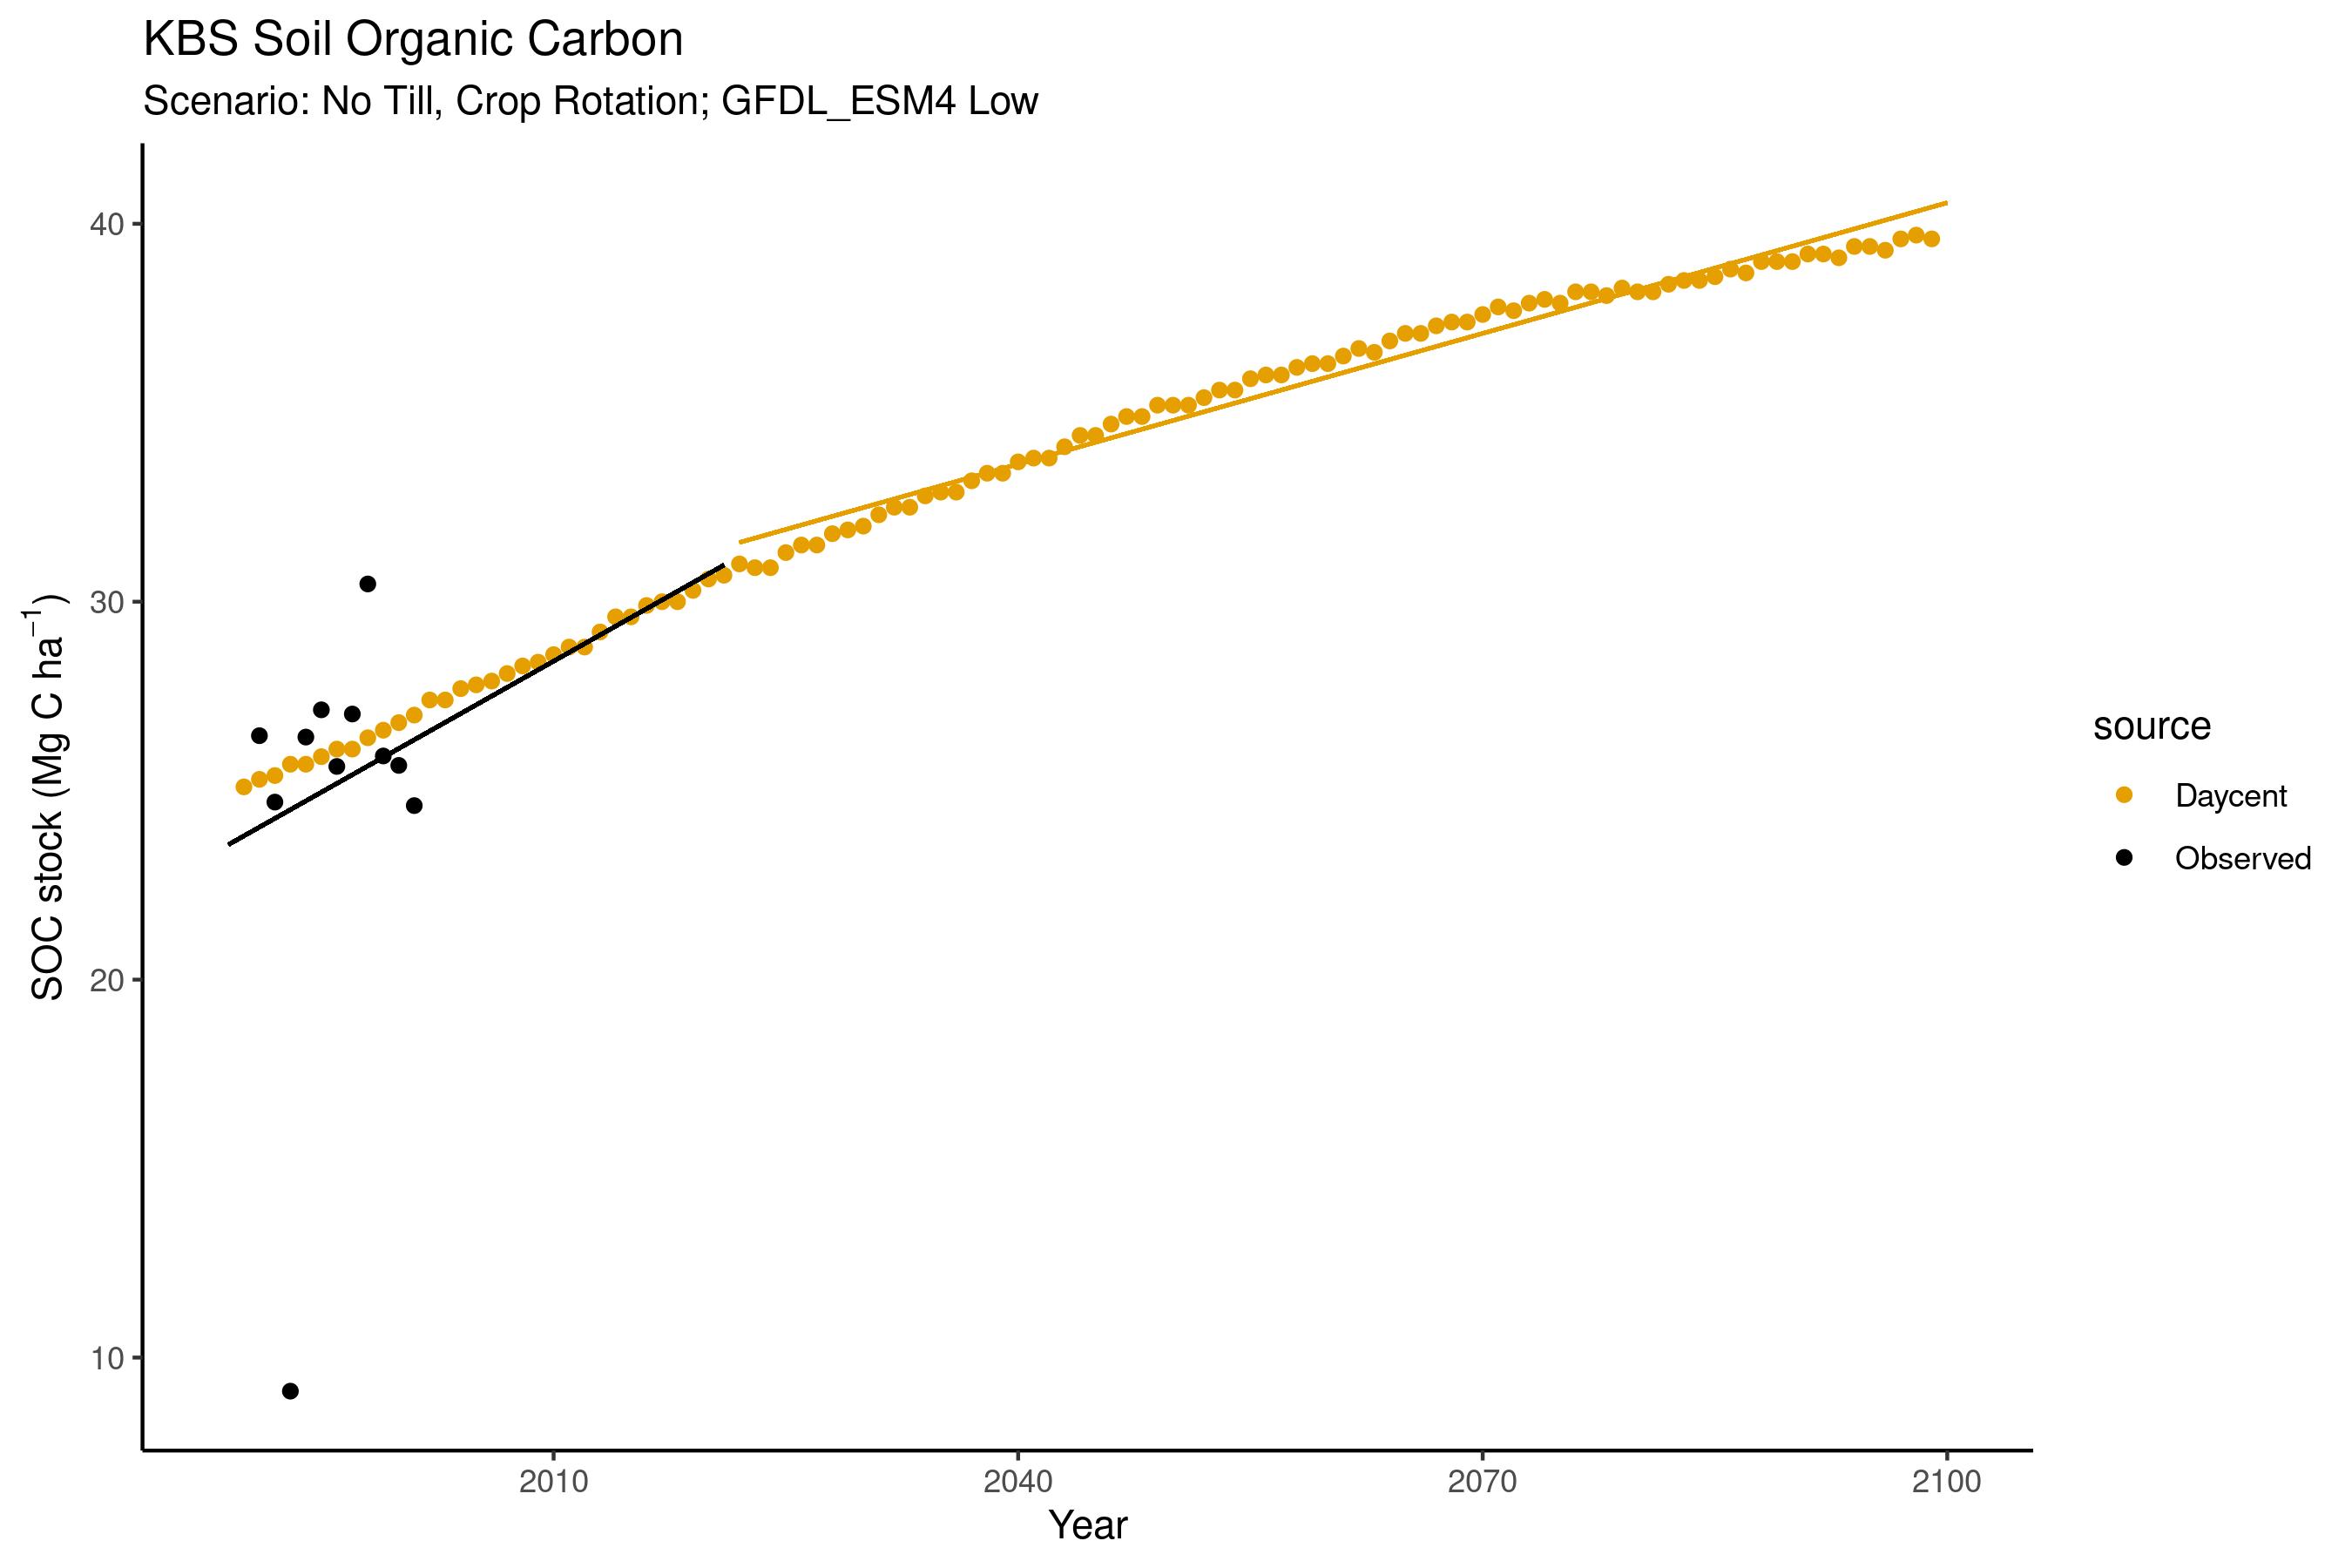 KBS Soil Organic Carbon
Scenario: No Till, Crop Rotation; GFDL_ESM4 Low
SOC stock (Mg C ha⁻¹)
40
30
20
10
2010
2040
2070
2100
Year
source
Daycent
Observed